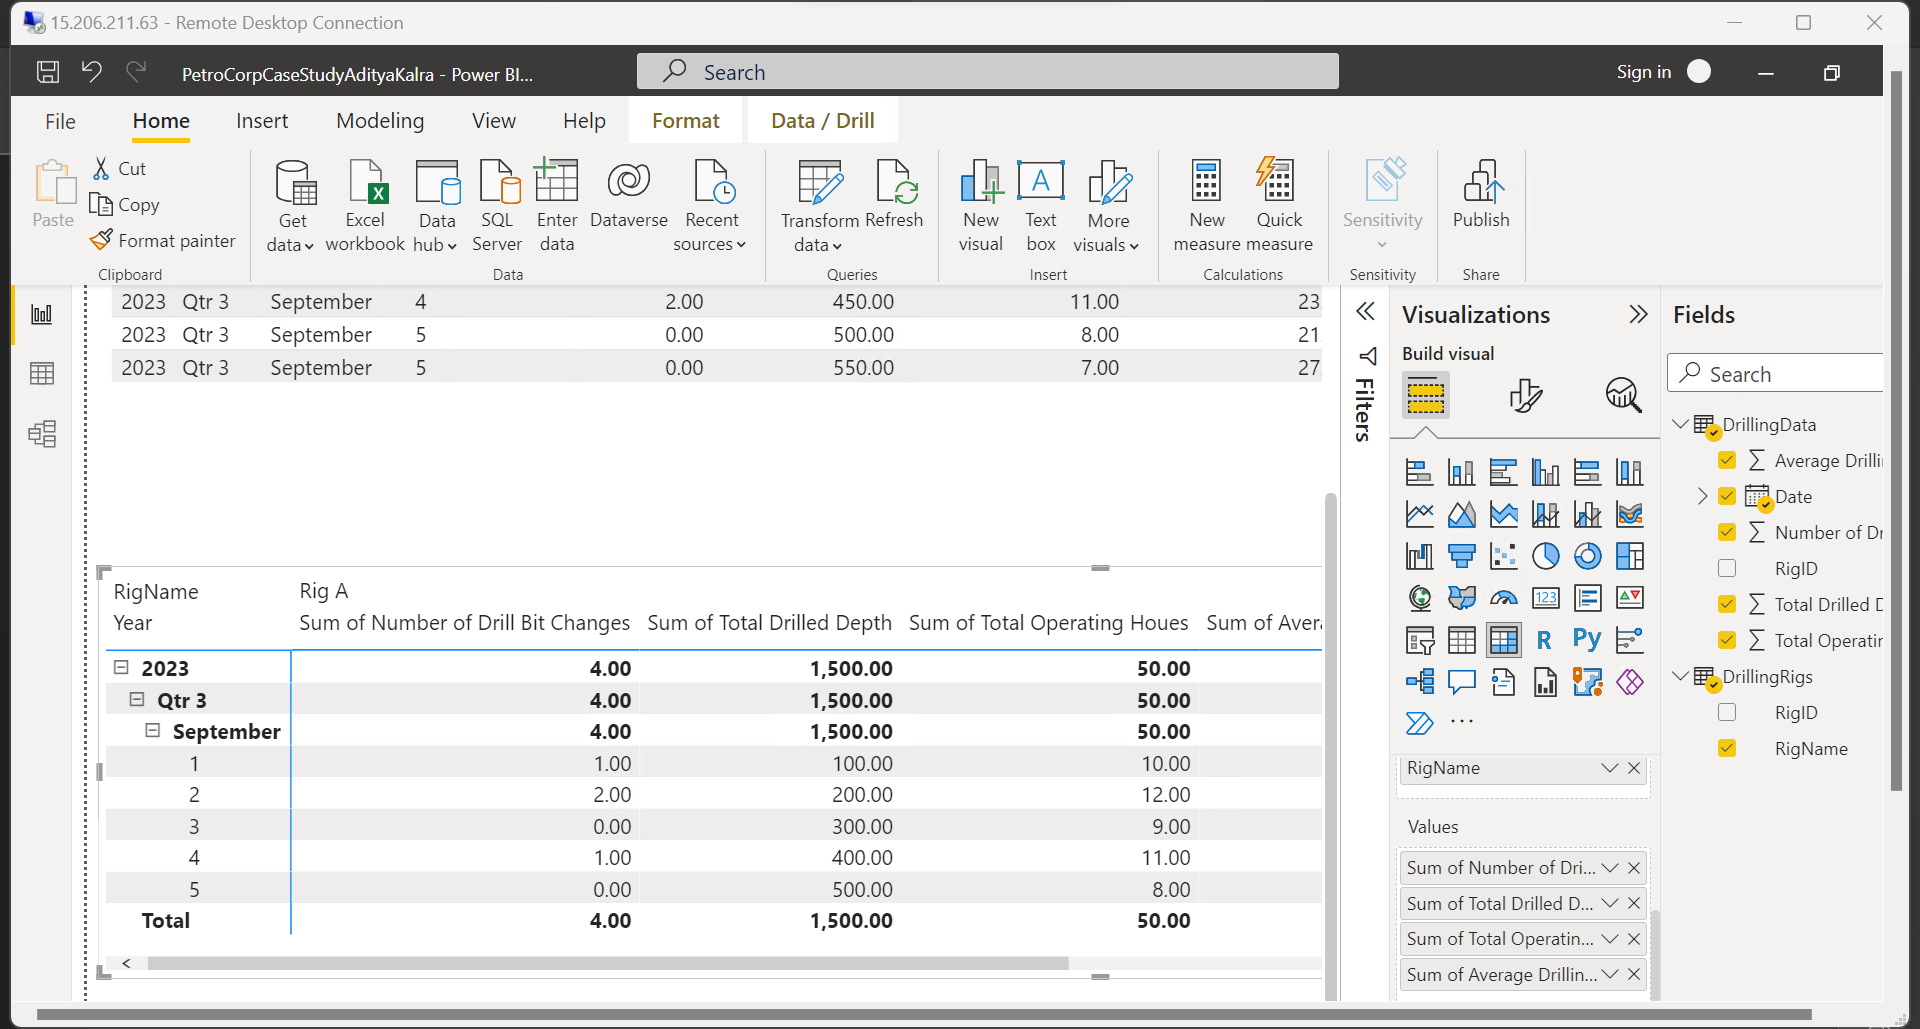 15.206.211.63 - Remote Desktop Connection
PetroCorpCaseStudyAdityaKalra - Power BI...
Search
Sign in
File
Home
Insert
Modeling
View
Help
Format
Data / Drill
Paste
Cut
Copy
Format painter
Clipboard
Get data
Excel workbook
Data hub
SQL Server
Enter data
Dataverse
Recent sources
Data
Transform data
Refresh
Queries
New visual
Text box
More visuals
Insert
New measure
Quick measure
Calculations
Sensitivity
Sensitivity
Publish
Share
2023 Qtr 3 September 4 2.00 450.00 11.00 23
2023 Qtr 3 September 5 0.00 500.00 8.00 21
2023 Qtr 3 September 5 0.00 550.00 7.00 27
RigName Rig A
Year Sum of Number of Drill Bit Changes Sum of Total Drilled Depth Sum of Total Operating Houes Sum of Aver
2023 4.00 1,500.00 50.00
Qtr 3 4.00 1,500.00 50.00
September 4.00 1,500.00 50.00
1 1.00 100.00 10.00
2 2.00 200.00 12.00
3 0.00 300.00 9.00
4 1.00 400.00 11.00
5 0.00 500.00 8.00
Total 4.00 1,500.00 50.00
Filters
Visualizations
Build visual
123
R
Py
...
RigName
Values
Sum of Number of Dri...
Sum of Total Drilled D...
Sum of Total Operatin...
Sum of Average Drillin...
Fields
Search
DrillingData
Average Drilli
Date
Number of Dr
RigID
Total Drilled D
Total Operatin
DrillingRigs
RigID
RigName